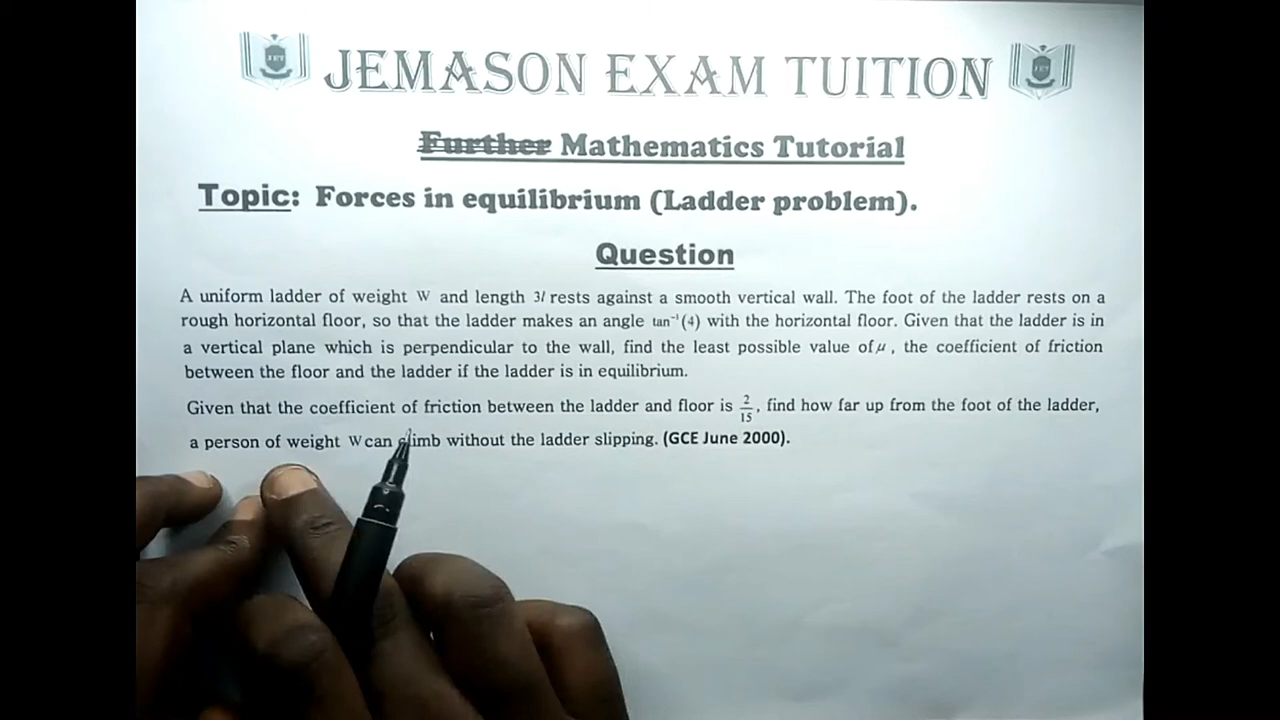 JEMASON EXAM TUITION
Further Mathematics Tutorial
Topic: Forces in equilibrium (Ladder problem).
Question
A uniform ladder of weight W and length 3l rests against a smooth vertical wall. The foot of the ladder rests on a
rough horizontal floor, so that the ladder makes an angle tan⁻¹(4) with the horizontal floor. Given that the ladder is in
a vertical plane which is perpendicular to the wall, find the least possible value of μ, the coefficient of friction
between the floor and the ladder if the ladder is in equilibrium.
Given that the coefficient of friction between the ladder and floor is 2/15, find how far up from the foot of the ladder,
a person of weight W can climb without the ladder slipping. (GCE June 2000).